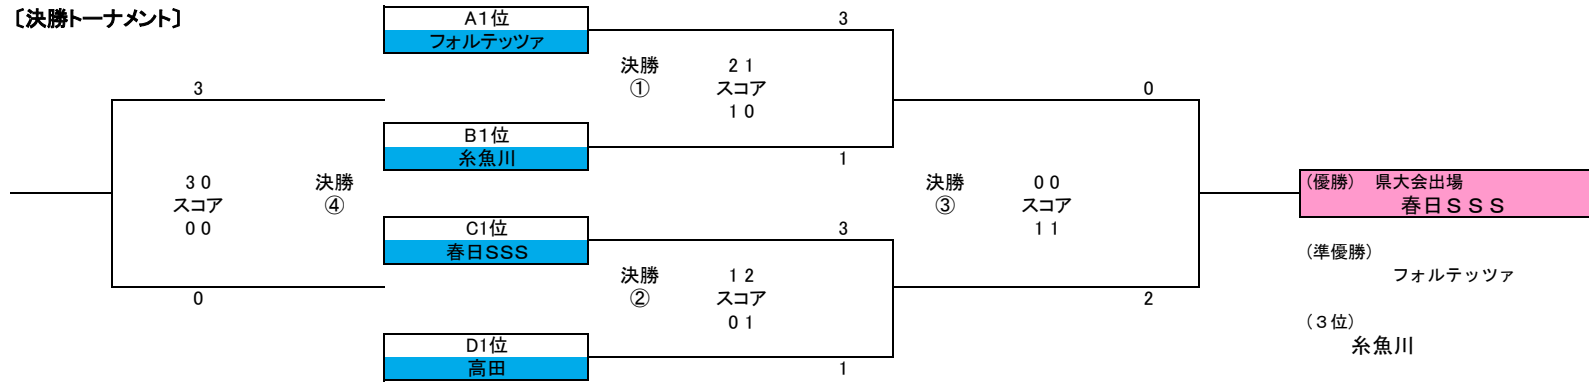 〔決勝トーナメント〕
A1位
フォルテッツァ
3
決勝
①
2 1
スコア
1 0
3
0
B1位
糸魚川
1
3 0
スコア
0 0
決勝
④
決勝
③
0 0
スコア
1 1
(優勝) 県大会出場
春日ＳＳＳ
C1位
春日SSS
3
(準優勝)
フォルテッツァ
決勝
②
1 2
スコア
0 1
0
2
(３位)
糸魚川
D1位
高田
1